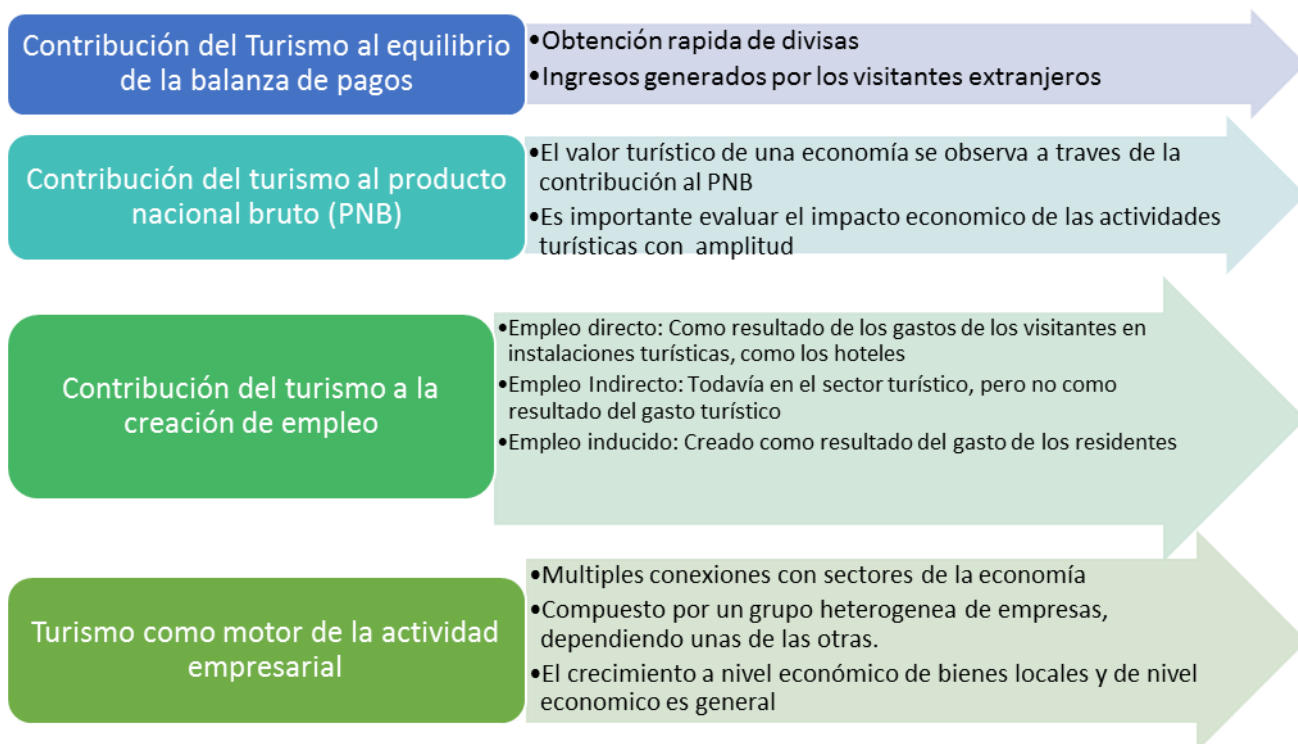 Contribución del Turismo al equilibrio
de la balanza de pagos
•Obtención rapida de divisas
•Ingresos generados por los visitantes extranjeros
Contribución del turismo al producto
nacional bruto (PNB)
•El valor turístico de una economía se observa a traves de la
contribución al PNB
•Es importante evaluar el impacto economico de las actividades
turísticas con amplitud
Contribución del turismo a la
creación de empleo
•Empleo directo: Como resultado de los gastos de los visitantes en
instalaciones turísticas, como los hoteles
•Empleo Indirecto: Todavía en el sector turístico, pero no como
resultado del gasto turístico
•Empleo inducido: Creado como resultado del gasto de los residentes
Turismo como motor de la actividad
empresarial
•Multiples conexiones con sectores de la economía
•Compuesto por un grupo heterogenea de empresas,
dependiendo unas de las otras.
•El crecimiento a nivel económico de bienes locales y de nivel
economico es general